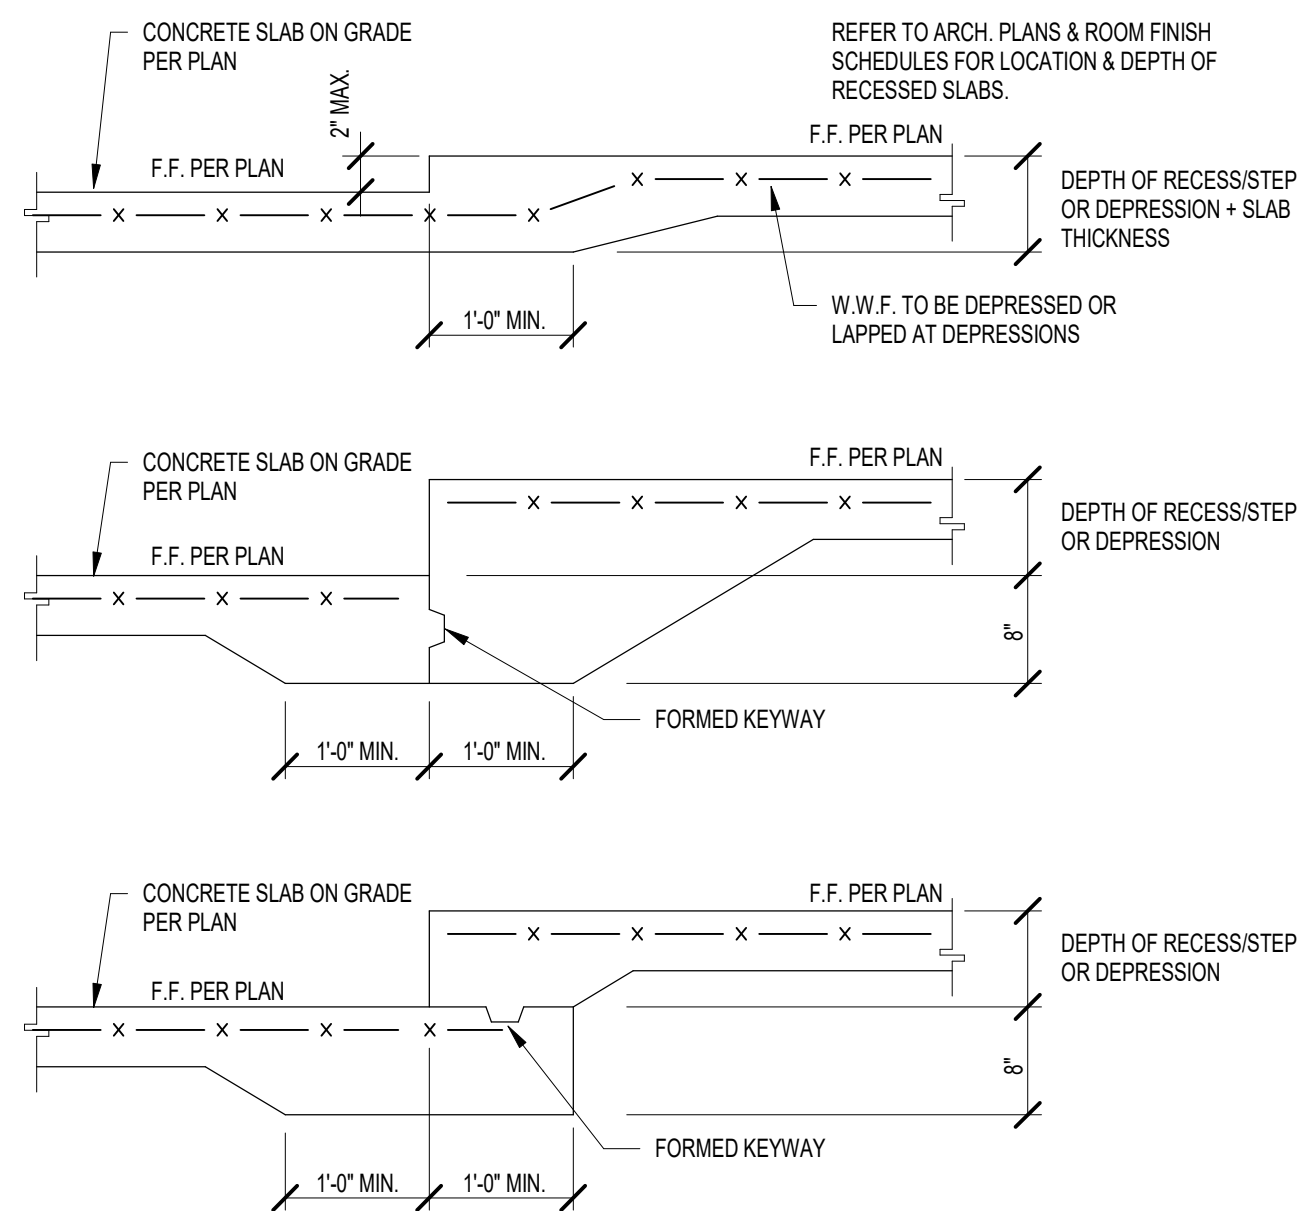 CONCRETE SLAB ON GRADE
PER PLAN
REFER TO ARCH. PLANS & ROOM FINISH
SCHEDULES FOR LOCATION & DEPTH OF
RECESSED SLABS.
2" MAX.
F.F. PER PLAN
F.F. PER PLAN
DEPTH OF RECESS/STEP
OR DEPRESSION + SLAB
THICKNESS
1'-0" MIN.
W.W.F. TO BE DEPRESSED OR
LAPPED AT DEPRESSIONS
CONCRETE SLAB ON GRADE
PER PLAN
F.F. PER PLAN
F.F. PER PLAN
DEPTH OF RECESS/STEP
OR DEPRESSION
8"
FORMED KEYWAY
1'-0" MIN.
1'-0" MIN.
CONCRETE SLAB ON GRADE
PER PLAN
F.F. PER PLAN
F.F. PER PLAN
DEPTH OF RECESS/STEP
OR DEPRESSION
8"
FORMED KEYWAY
1'-0" MIN.
1'-0" MIN.